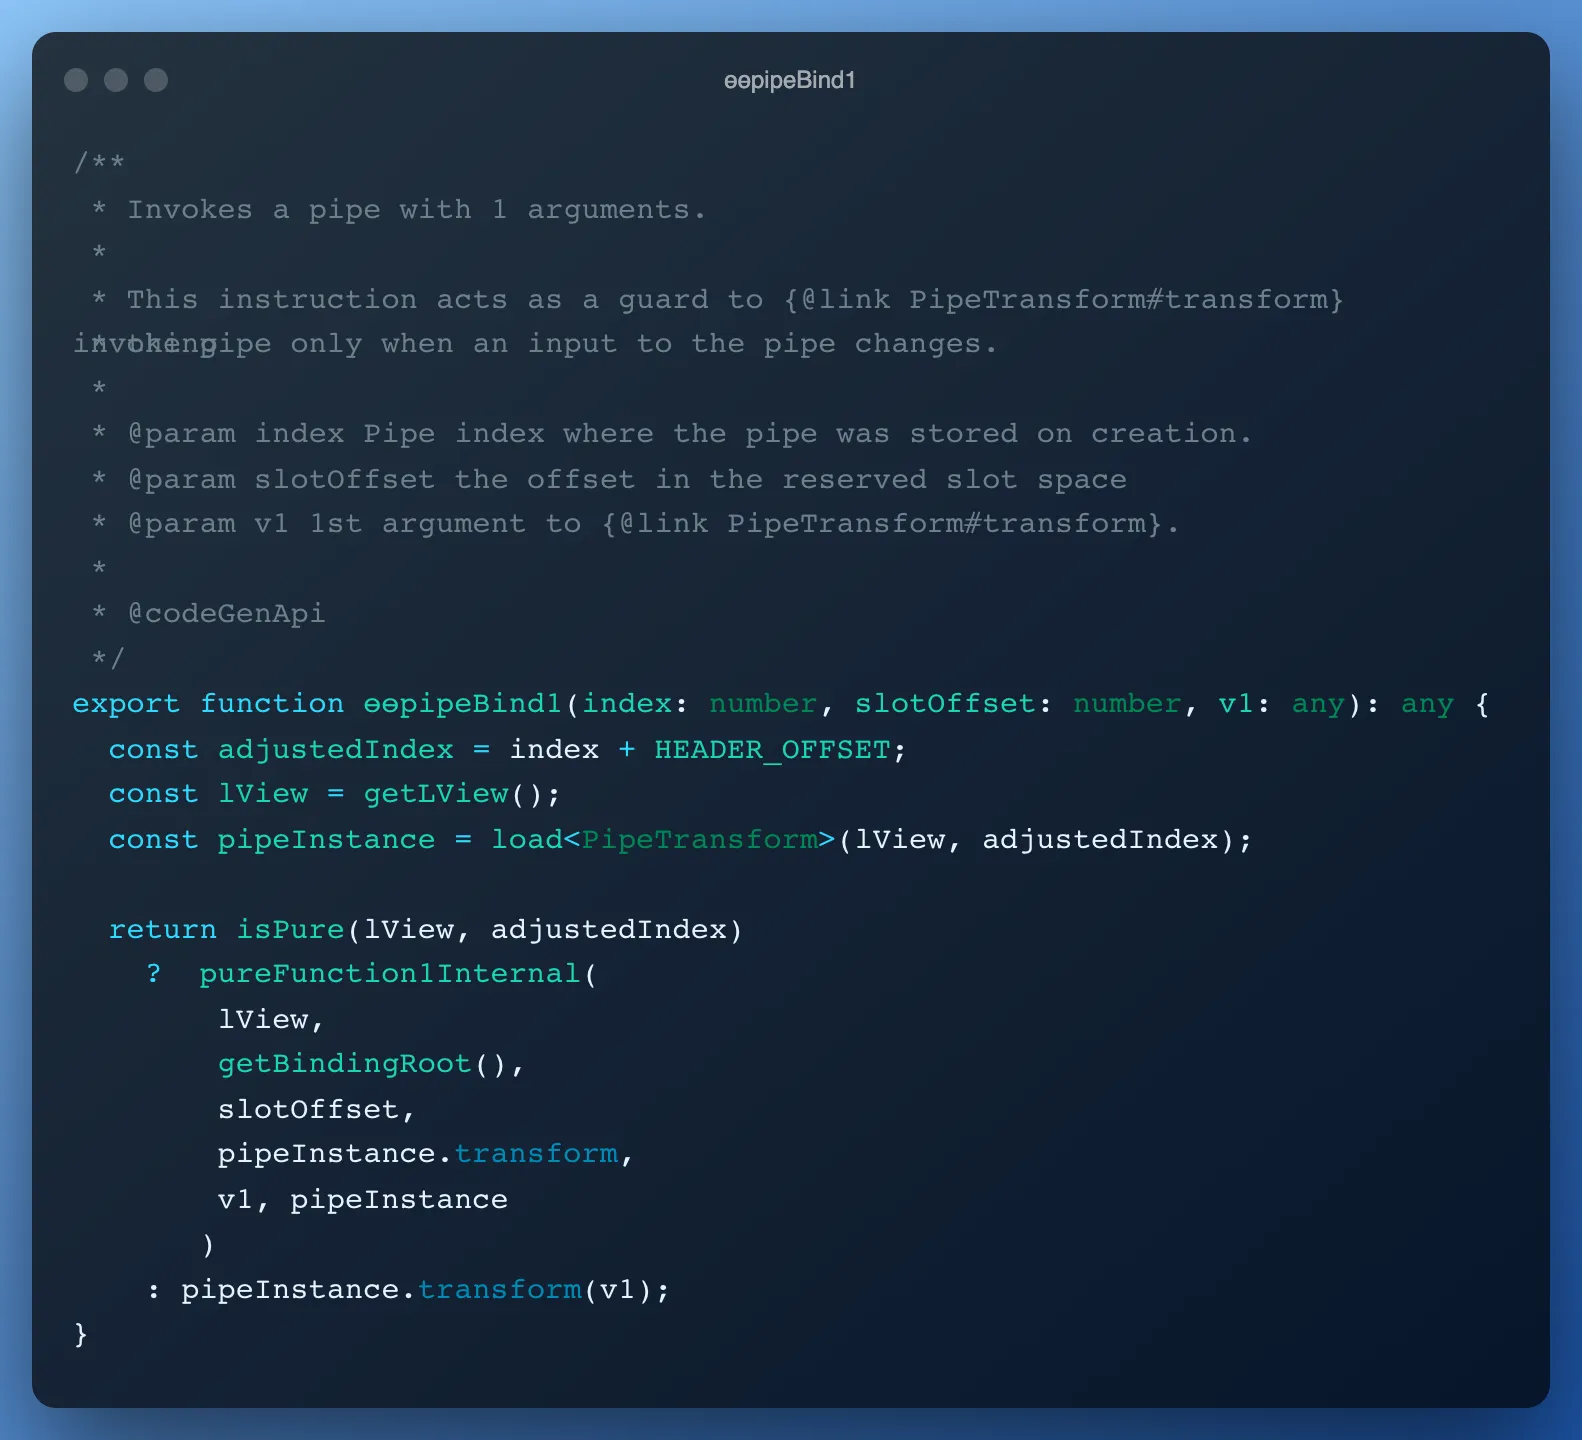 ɵɵpipeBind1
/**
 * Invokes a pipe with 1 arguments.
 *
 * This instruction acts as a guard to {@link PipeTransform#transform}
invoking
 * the pipe only when an input to the pipe changes.
 *
 * @param index Pipe index where the pipe was stored on creation.
 * @param slotOffset the offset in the reserved slot space
 * @param v1 1st argument to {@link PipeTransform#transform}.
 *
 * @codeGenApi
 */
export function ɵɵpipeBind1(index: number, slotOffset: number, v1: any): any {
  const adjustedIndex = index + HEADER_OFFSET;
  const lView = getLView();
  const pipeInstance = load<PipeTransform>(lView, adjustedIndex);

  return isPure(lView, adjustedIndex)
    ?  pureFunction1Internal(
        lView,
        getBindingRoot(),
        slotOffset,
        pipeInstance.transform,
        v1, pipeInstance
       )
    : pipeInstance.transform(v1);
}